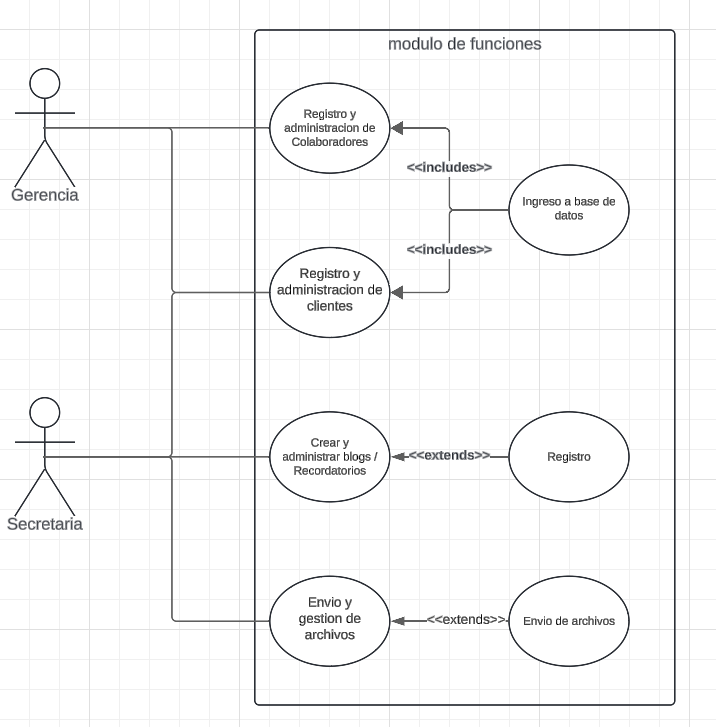 modulo de funciones
Gerencia
Registro y
administracion de
Colaboradores
<<includes>>
Ingreso a base de
datos
<<includes>>
Registro y
administracion de
clientes
Secretaria
Crear y
administrar blogs /
Recordatorios
<<extends>>
Registro
Envio y
gestion de
archivos
<<extends>>
Envio de archivos